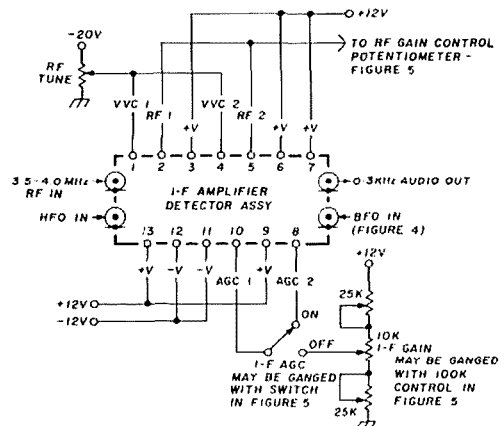 -20V
RF
TUNE
+12V
TO RF GAIN CONTROL
POTENTIOMETER-
FIGURE 5
VVC 1
RF 1
+V
VVC 2
RF 2
+V
+V
1
2
3
4
5
6
7
3.5-4.0MHz
RF IN
I-F AMPLIFIER
DETECTOR ASSY
0-3KHz AUDIO OUT
HFO IN
BFO IN
(FIGURE 4)
13
12
11
10
9
8
+V
-V
-V
AGC 1
+V
AGC 2
+12V
-12V
ON
OFF
I-F AGC
MAY BE GANGED
WITH SWITCH
IN FIGURE 5
+12V
25K
10K
I-F GAIN
MAY BE GANGED
WITH 100K
CONTROL IN
FIGURE 5
25K